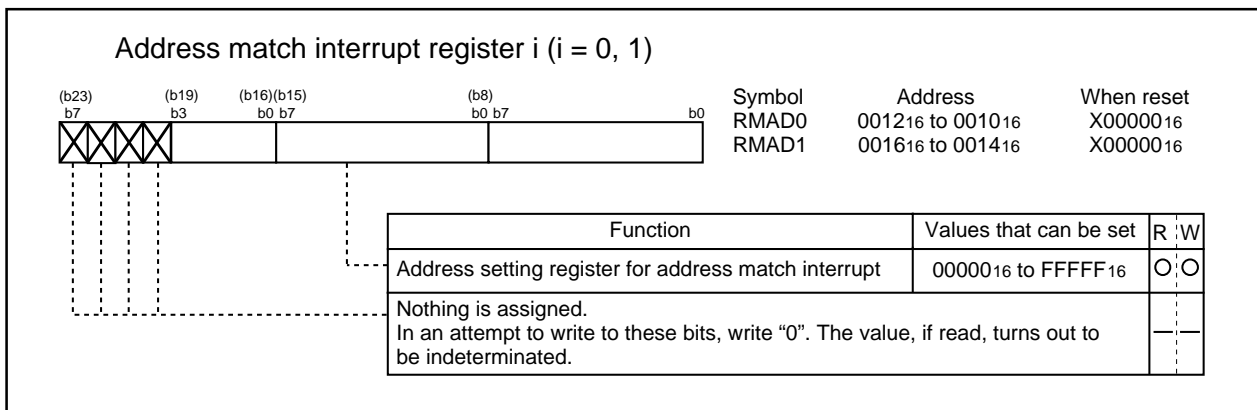 Address match interrupt register i (i = 0, 1)
(b23) (b19) (b16)(b15) (b8)
b7 b3 b0 b7 b0 b7 b0
Symbol Address When reset
RMAD0 001216 to 001016 X0000016
RMAD1 001616 to 001416 X0000016
Function Values that can be set R W
Address setting register for address match interrupt 0000016 to FFFFF16 O O
Nothing is assigned.
In an attempt to write to these bits, write “0”. The value, if read, turns out to
be indeterminated.
— —